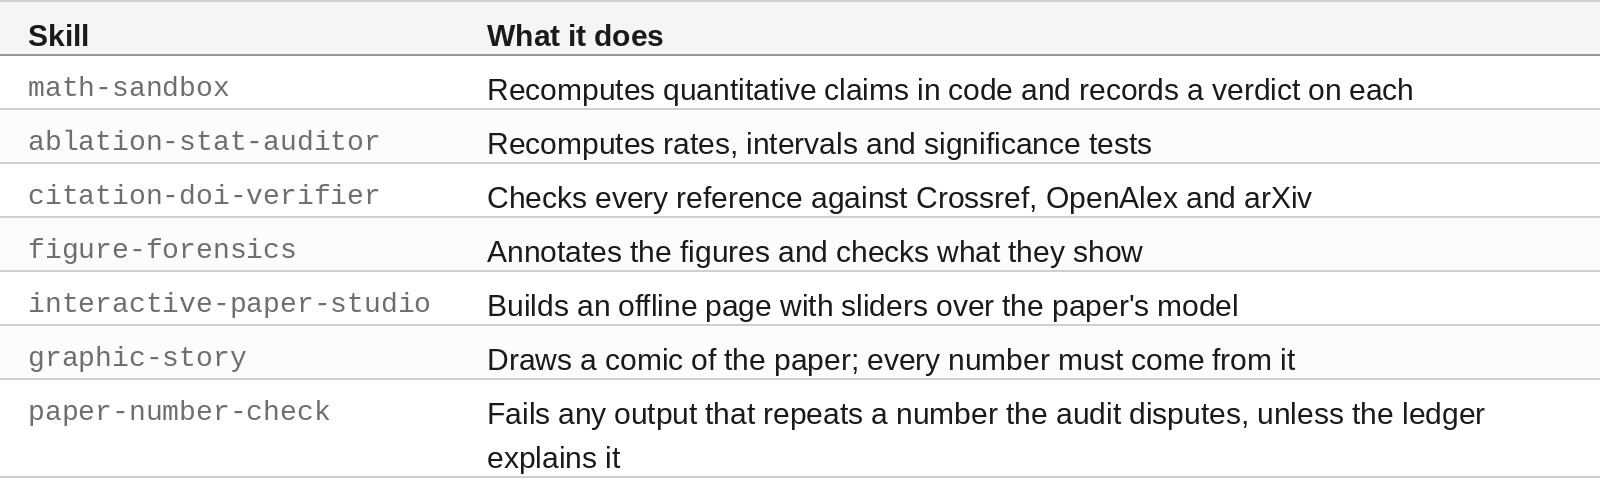 Skill What it does
math-sandbox Recomputes quantitative claims in code and records a verdict on each
ablation-stat-auditor Recomputes rates, intervals and significance tests
citation-doi-verifier Checks every reference against Crossref, OpenAlex and arXiv
figure-forensics Annotates the figures and checks what they show
interactive-paper-studio Builds an offline page with sliders over the paper's model
graphic-story Draws a comic of the paper; every number must come from it
paper-number-check Fails any output that repeats a number the audit disputes, unless the ledger
explains it